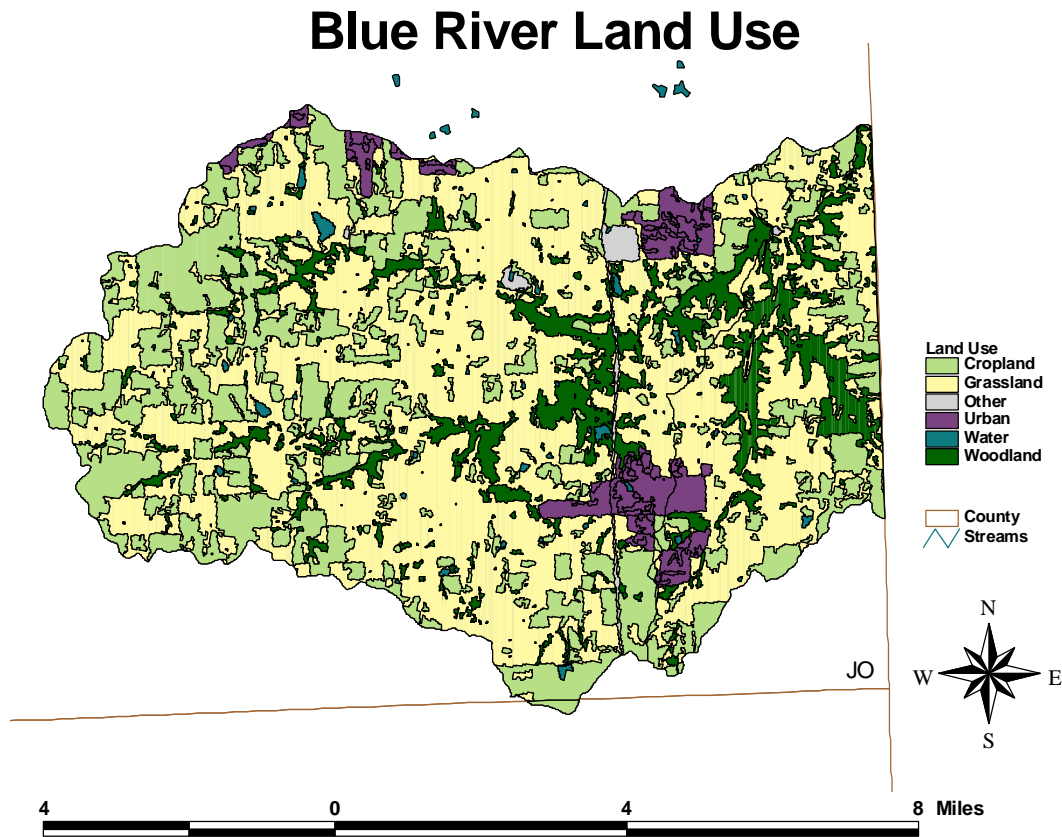 Blue River Land Use
Land Use
Cropland
Grassland
Other
Urban
Water
Woodland
County
Streams
N
W E
S
JO
4 0 4 8 Miles